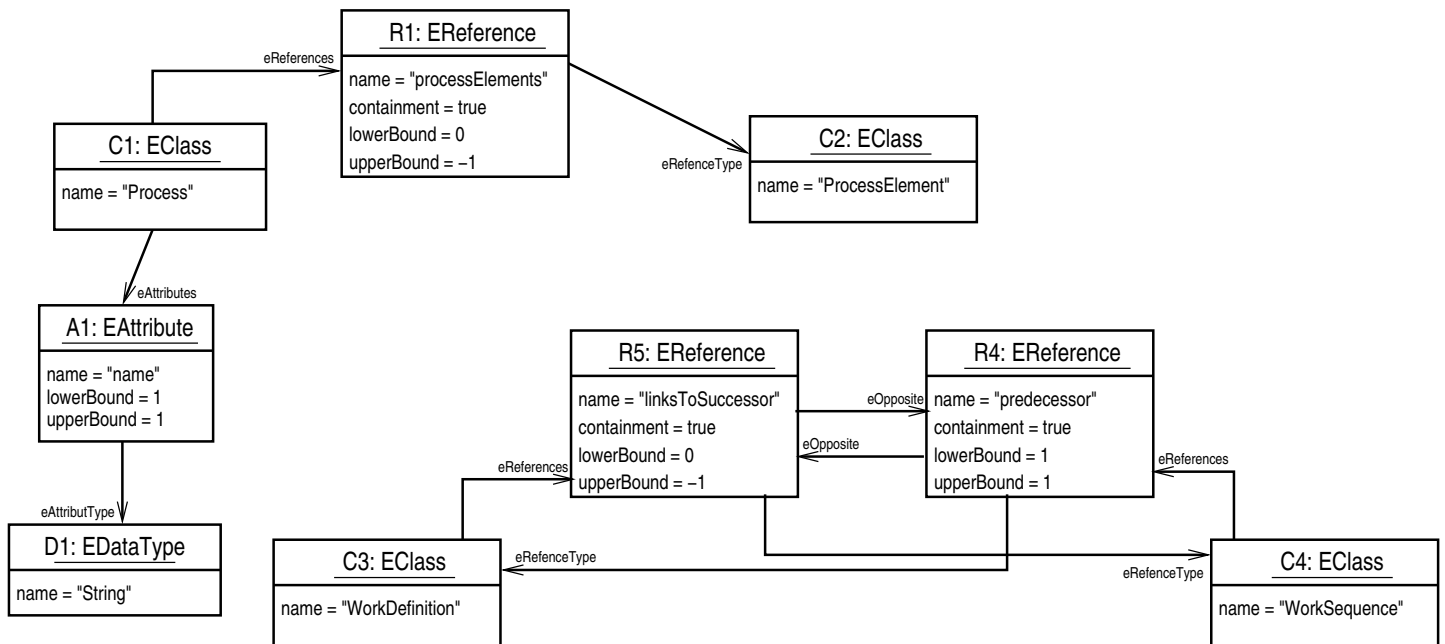 R1: EReference
eReferences
name = "processElements"
containment = true
lowerBound = 0
upperBound = −1
C1: EClass
name = "Process"
eRefenceType
C2: EClass
name = "ProcessElement"
eAttributes
A1: EAttribute
name = "name"
lowerBound = 1
upperBound = 1
eAttributType
D1: EDataType
name = "String"
R5: EReference
name = "linksToSuccessor"
containment = true
lowerBound = 0
upperBound = −1
eOpposite
eOpposite
R4: EReference
name = "predecessor"
containment = true
lowerBound = 1
upperBound = 1
eReferences
eReferences
C3: EClass
name = "WorkDefinition"
eRefenceType
eRefenceType
C4: EClass
name = "WorkSequence"